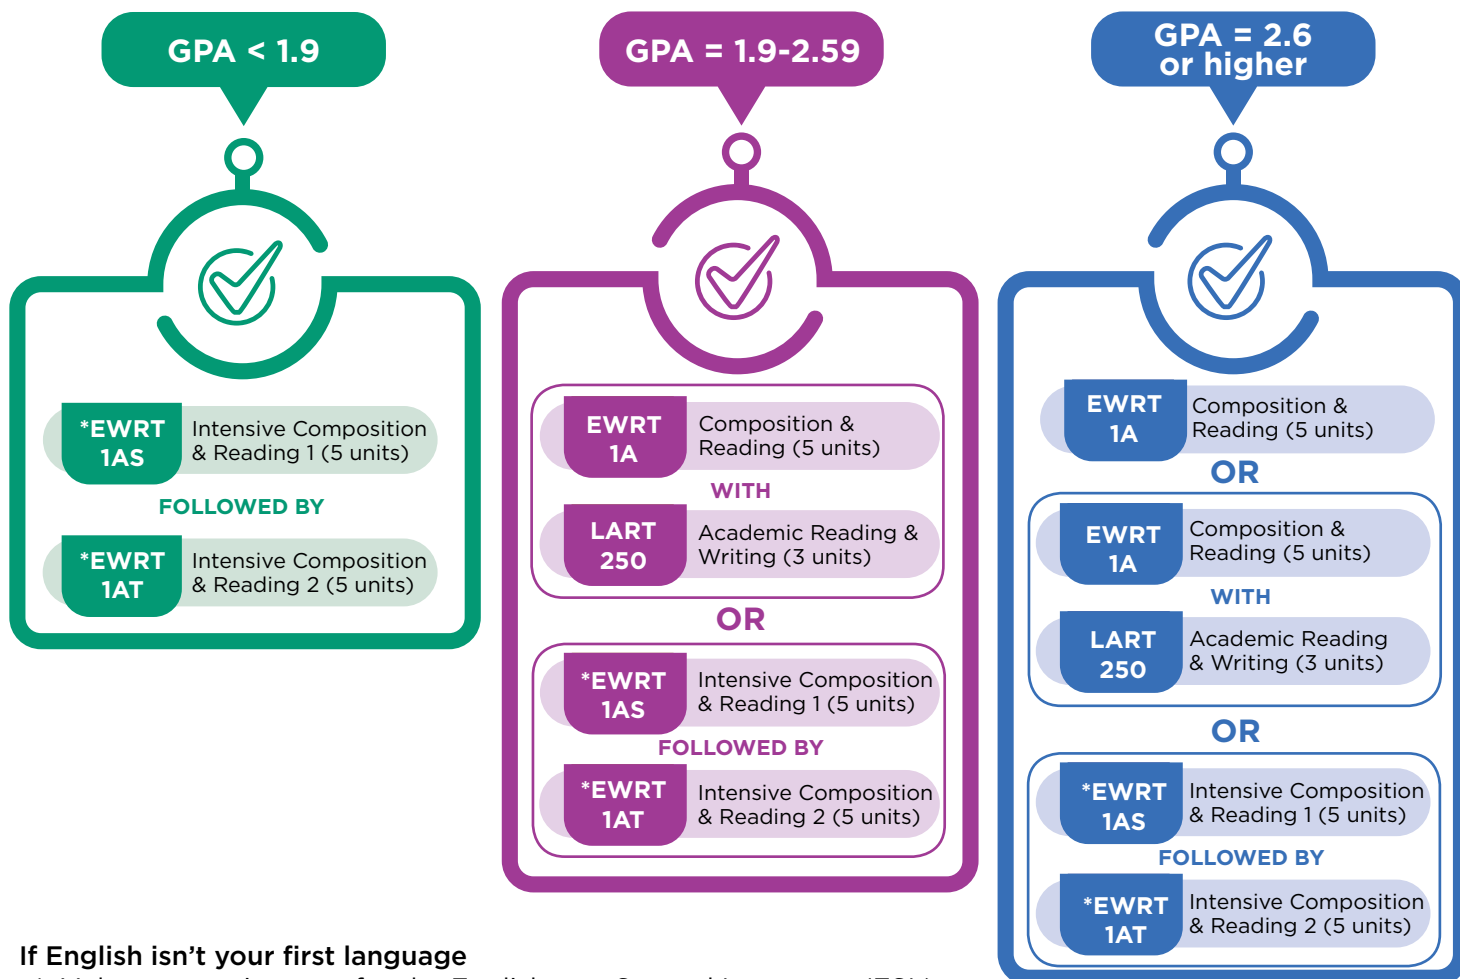 GPA < 1.9
*EWRT
1AS
Intensive Composition
& Reading 1 (5 units)
FOLLOWED BY
*EWRT
1AT
Intensive Composition
& Reading 2 (5 units)
GPA = 1.9-2.59
EWRT
1A
Composition &
Reading (5 units)
WITH
LART
250
Academic Reading &
Writing (3 units)
OR
*EWRT
1AS
Intensive Composition
& Reading 1 (5 units)
FOLLOWED BY
*EWRT
1AT
Intensive Composition
& Reading 2 (5 units)
GPA = 2.6
or higher
EWRT
1A
Composition &
Reading (5 units)
OR
EWRT
1A
Composition &
Reading (5 units)
WITH
LART
250
Academic Reading
& Writing (3 units)
OR
*EWRT
1AS
Intensive Composition
& Reading 1 (5 units)
FOLLOWED BY
*EWRT
1AT
Intensive Composition
& Reading 2 (5 units)
If English isn't your first language